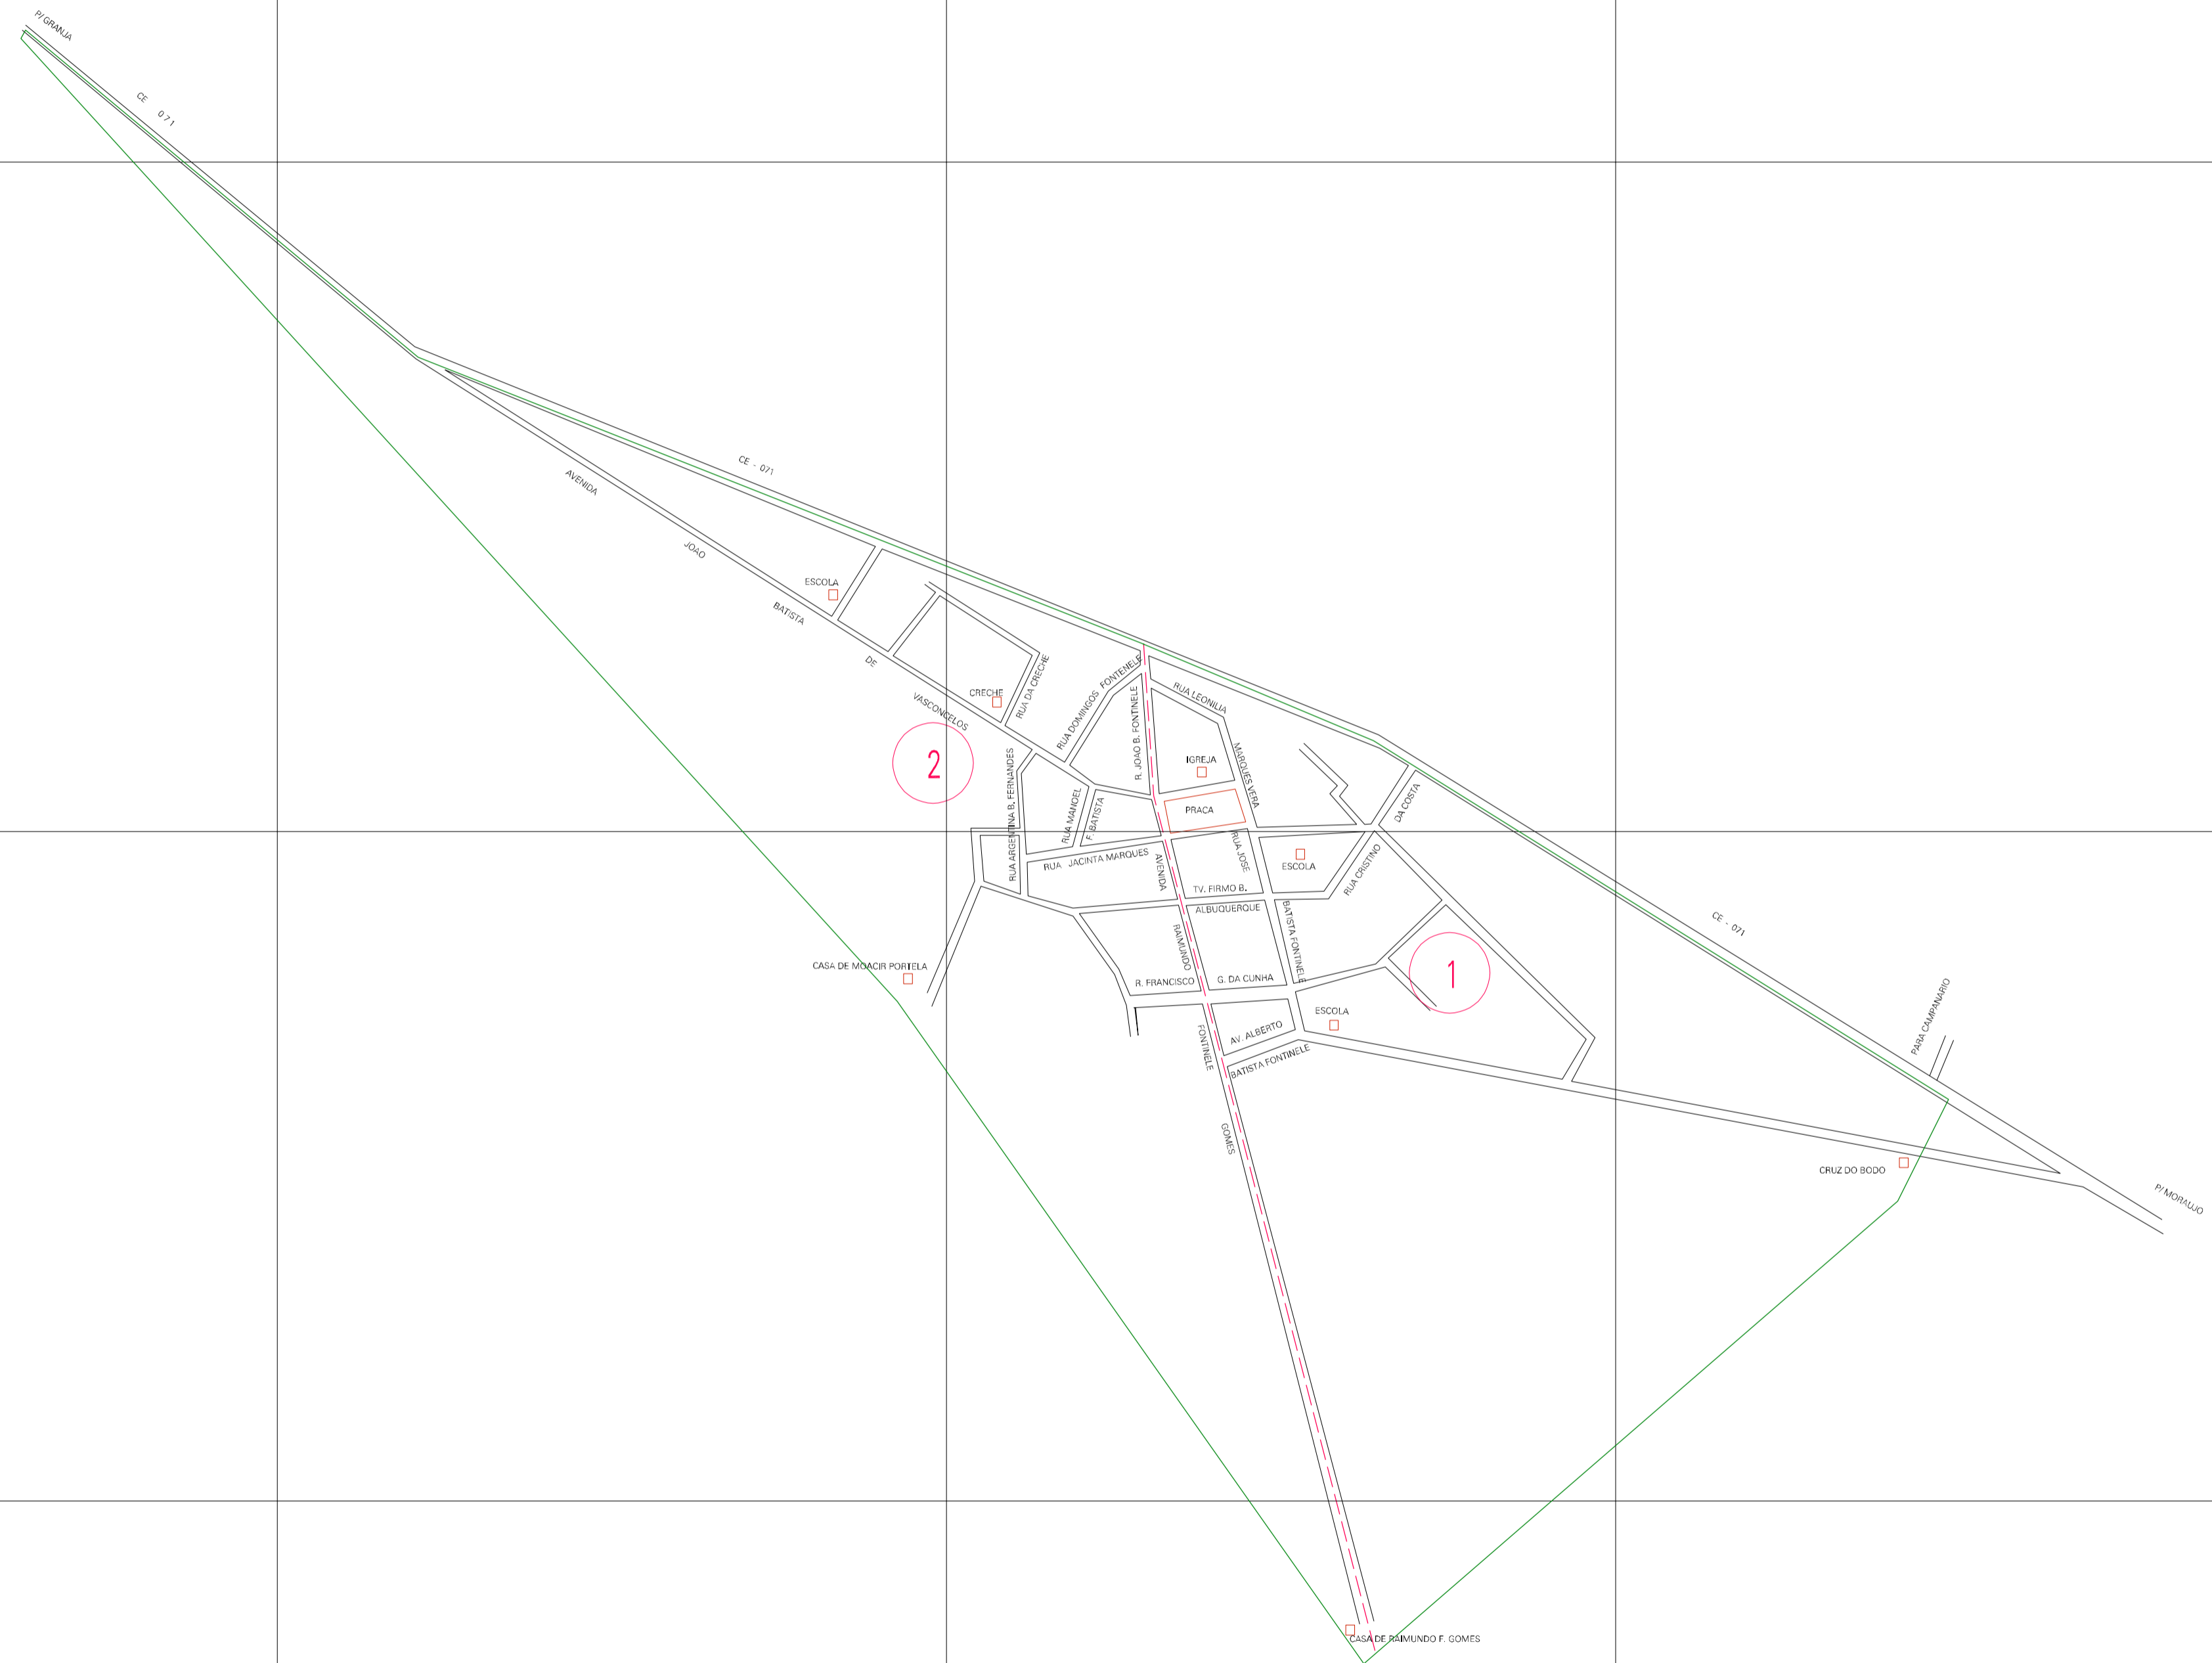 P/ GRANJA
CE 071
CE - 071
AVENIDA
JOAO
BATISTA
DE
VASCONCELOS
ESCOLA
CRECHE
RUA DA CRECHE
RUA DOMINGOS FONTENELE
R. JOAO B. FONTINELE
RUA LEONILIA
MARQUES VERA
IGREJA
PRACA
2
RUA ARGENTINA B. FERNANDES
RUA MANOEL
F. BATISTA
RUA JACINTA MARQUES
AVENIDA
RAIMUNDO
FONTINELE
GOMES
RUA JOSE
BATISTA FONTINELE
ESCOLA
RUA CRISTINO
DA COSTA
TV. FIRMO B.
ALBUQUERQUE
CE - 071
1
CASA DE MOACIR PORTELA
R. FRANCISCO
G. DA CUNHA
ESCOLA
AV. ALBERTO
BATISTA FONTINELE
PARA CAMPANARIO
CRUZ DO BODO
P/ MORAUJO
CASA DE RAIMUNDO F. GOMES